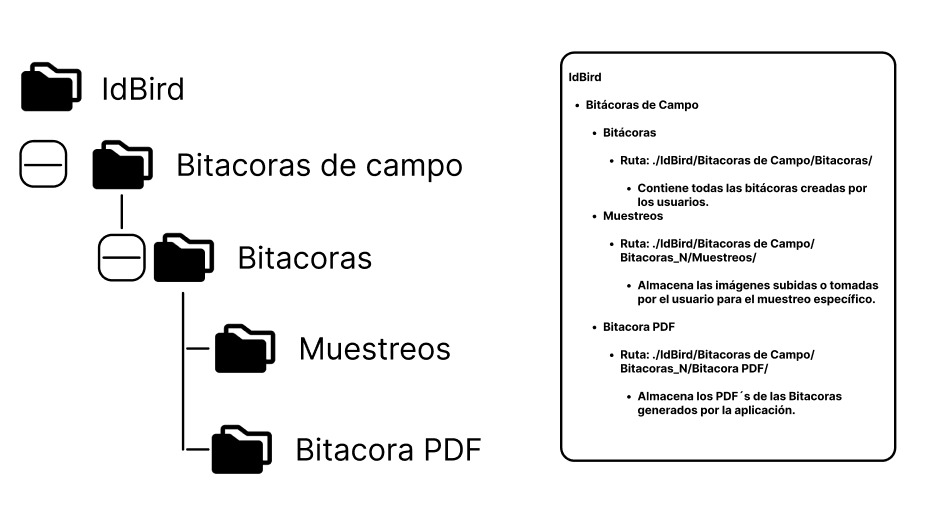 IdBird
Bitacoras de campo
Bitacoras
Muestreos
Bitacora PDF
IdBird
• Bitácoras de Campo
• Bitácoras
• Ruta: ./IdBird/Bitacoras de Campo/Bitacoras/
• Contiene todas las bitácoras creadas por
los usuarios.
• Muestreos
• Ruta: ./IdBird/Bitacoras de Campo/
Bitacoras_N/Muestreos/
• Almacena las imágenes subidas o tomadas
por el usuario para el muestreo específico.
• Bitacora PDF
• Ruta: ./IdBird/Bitacoras de Campo/
Bitacoras_N/Bitacora PDF/
• Almacena los PDF´s de las Bitacoras
generados por la aplicación.